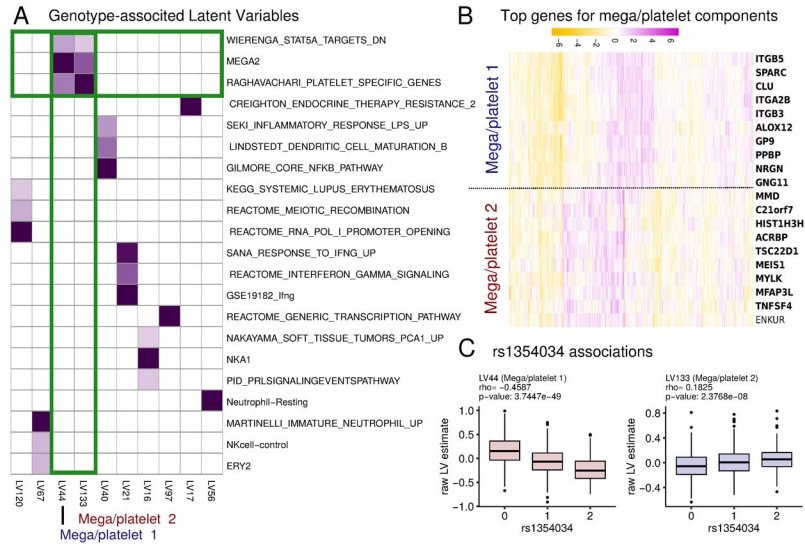 A Genotype-associted Latent Variables
WIERENGA_STAT5A_TARGETS_DN
MEGA2
RAGHAVACHARI_PLATELET_SPECIFIC_GENES
CREIGHTON_ENDOCRINE_THERAPY_RESISTANCE_2
SEKI_INFLAMMATORY_RESPONSE_LPS_UP
LINDSTEDT_DENDRITIC_CELL_MATURATION_B
GILMORE_CORE_NFKB_PATHWAY
KEGG_SYSTEMIC_LUPUS_ERYTHEMATOSUS
REACTOME_MEIOTIC_RECOMBINATION
REACTOME_RNA_POL_I_PROMOTER_OPENING
SANA_RESPONSE_TO_IFNG_UP
REACTOME_INTERFERON_GAMMA_SIGNALING
GSE19182_Ifng
REACTOME_GENERIC_TRANSCRIPTION_PATHWAY
NAKAYAMA_SOFT_TISSUE_TUMORS_PCA1_UP
NKA1
PID_PRLSIGNALINGEVENTSPATHWAY
Neutrophil-Resting
MARTINELLI_IMMATURE_NEUTROPHIL_UP
NKcell-control
ERY2
LV120
LV67
LV44
LV133
LV40
LV21
LV16
LV97
LV17
LV56
Mega/platelet 2
Mega/platelet 1
B Top genes for mega/platelet components
-6 -2 0 2 4 6
Mega/platelet 1
Mega/platelet 2
ITGB5
SPARC
CLU
ITGA2B
ITGB3
ALOX12
GP9
PPBP
NRGN
GNG11
MMD
C21orf7
HIST1H3H
ACRBP
TSC22D1
MEIS1
MYLK
MFAP3L
TNFSF4
ENKUR
C rs1354034 associations
LV44 (Mega/platelet 1)
rho= −0.4587
p-value: 3.7447e−49
raw LV estimate
1.0
0.5
0.0
−0.5
−1.0
0 1 2
rs1354034
LV133 (Mega/platelet 2)
rho= 0.1825
p-value: 2.3768e−08
raw LV estimate
0.8
0.4
0.0
−0.4
0 1 2
rs1354034